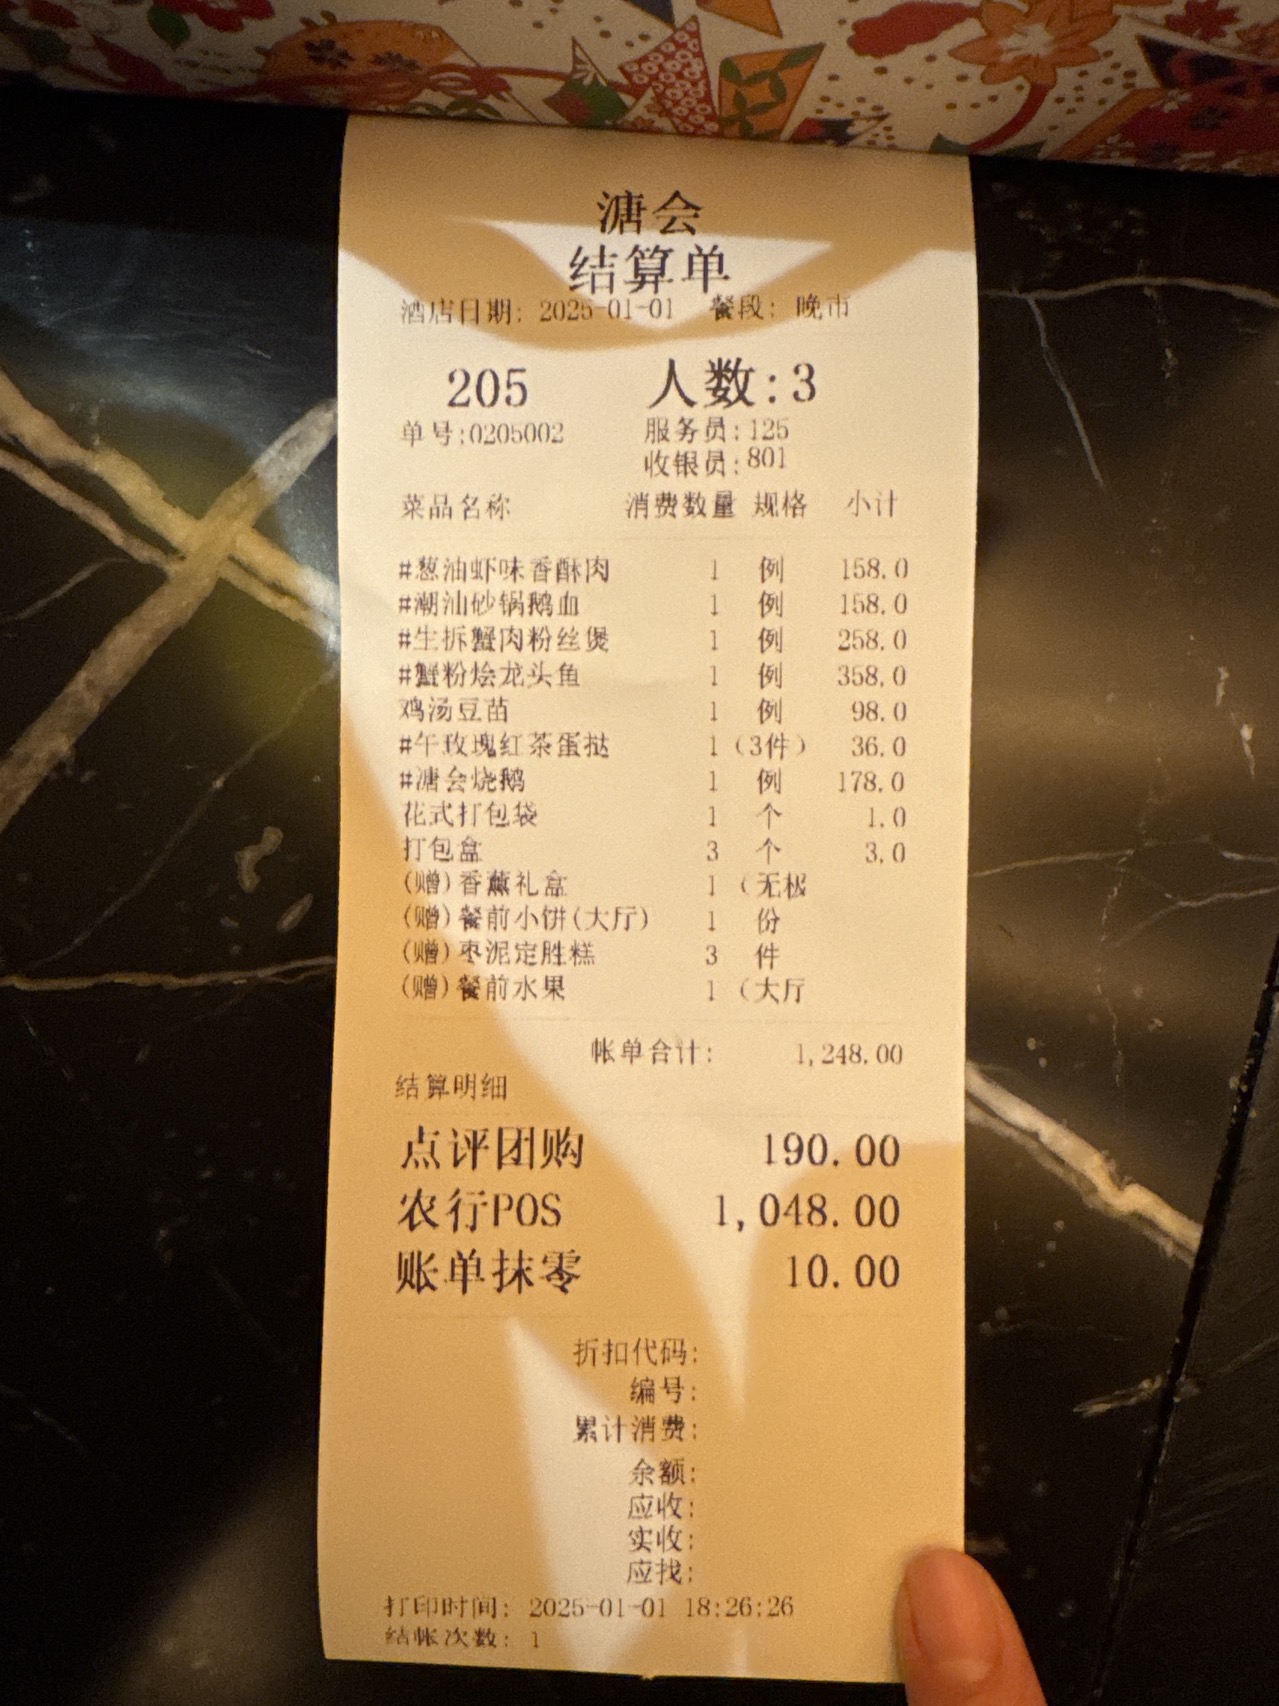 溏会
结算单
酒店日期: 2025-01-01 餐段: 晚市
205 人数:3
单号:0205002 服务员:125
收银员:801
菜品名称 消费数量 规格 小计
#葱油虾味香酥肉 1 例 158.0
#潮汕砂锅鹅血 1 例 158.0
#生拆蟹肉粉丝煲 1 例 258.0
#蟹粉烩龙头鱼 1 例 358.0
鸡汤豆苗 1 例 98.0
#午玫瑰红茶蛋挞 1 (3件) 36.0
#溏会烧鹅 1 例 178.0
花式打包袋 1 个 1.0
打包盒 3 个 3.0
(赠)香薰礼盒 1 (无极
(赠)餐前小饼(大厅) 1 份
(赠)枣泥定胜糕 3 件
(赠)餐前水果 1 (大厅
帐单合计: 1,248.00
结算明细
点评团购 190.00
农行POS 1,048.00
账单抹零 10.00
折扣代码:
编号:
累计消费:
余额:
应收:
实收:
应找:
打印时间: 2025-01-01 18:26:26
结帐次数: 1